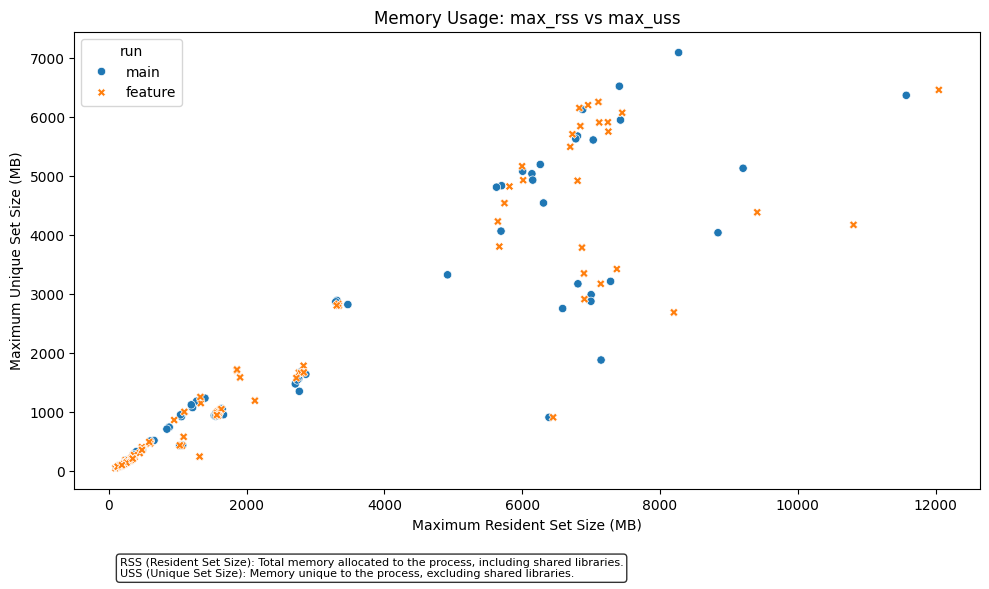 Memory Usage: max_rss vs max_uss
run
main
feature
7000
6000
5000
4000
3000
2000
1000
0
Maximum Unique Set Size (MB)
0 2000 4000 6000 8000 10000 12000
Maximum Resident Set Size (MB)
RSS (Resident Set Size): Total memory allocated to the process, including shared libraries.
USS (Unique Set Size): Memory unique to the process, excluding shared libraries.